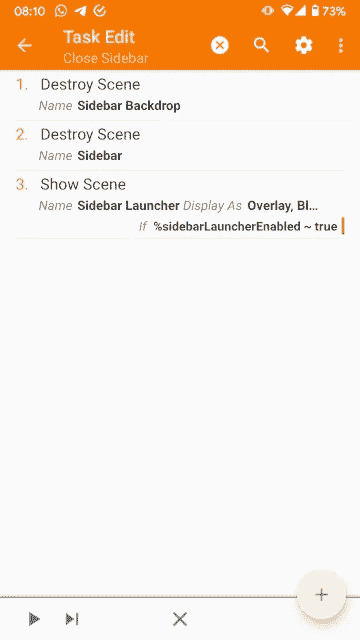 08:10 73%
Task Edit
Close Sidebar
1. Destroy Scene
Name Sidebar Backdrop
2. Destroy Scene
Name Sidebar
3. Show Scene
Name Sidebar Launcher Display As Overlay, Bl...
If %sidebarLauncherEnabled ~ true